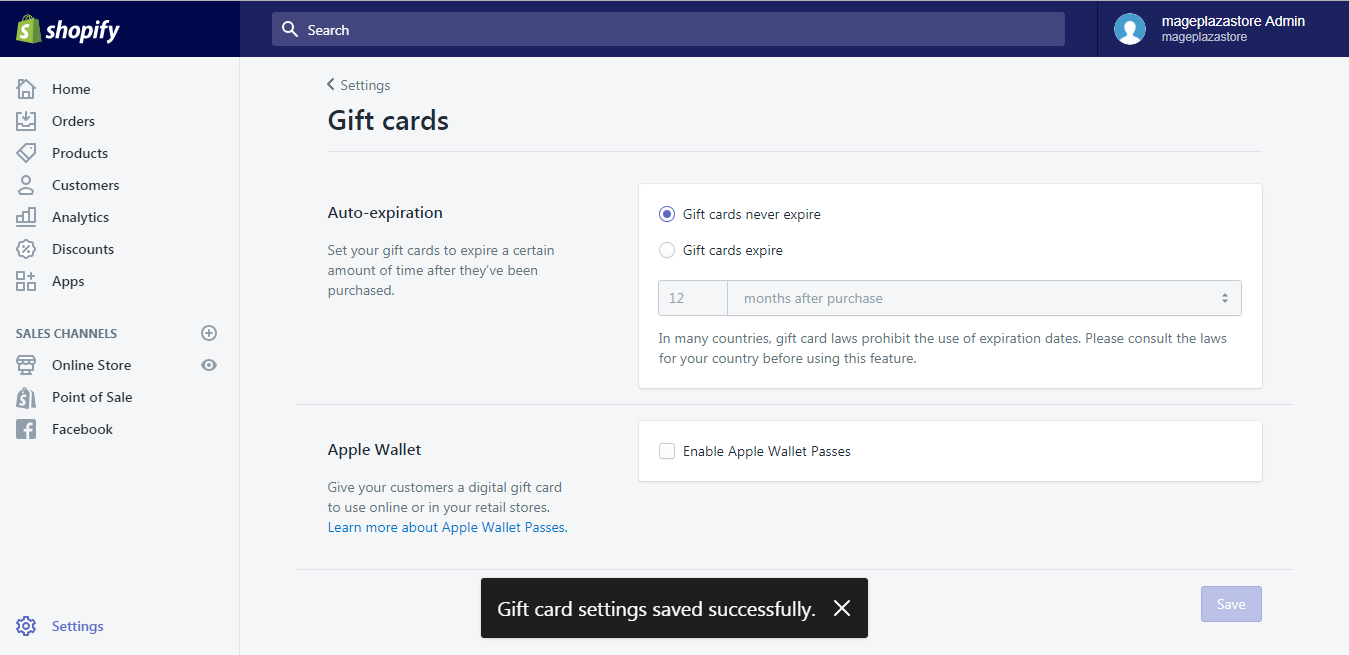 shopify
Search
mageplazastore Admin
mageplazastore
Home
Orders
Products
Customers
Analytics
Discounts
Apps
SALES CHANNELS
Online Store
Point of Sale
Facebook
Settings
Settings
Gift cards
Auto-expiration
Set your gift cards to expire a certain
amount of time after they’ve been
purchased.
Gift cards never expire
Gift cards expire
12 months after purchase
In many countries, gift card laws prohibit the use of expiration dates. Please consult the laws
for your country before using this feature.
Apple Wallet
Give your customers a digital gift card
to use online or in your retail stores.
Learn more about Apple Wallet Passes.
Enable Apple Wallet Passes
Gift card settings saved successfully.
Save